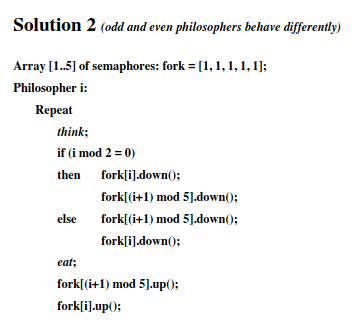 Solution 2 (odd and even philosophers behave differently)
Array [1..5] of semaphores: fork = [1, 1, 1, 1, 1];
Philosopher i:
Repeat
think;
if (i mod 2 = 0)
then fork[i].down();
fork[(i+1) mod 5].down();
else fork[(i+1) mod 5].down();
fork[i].down();
eat;
fork[(i+1) mod 5].up();
fork[i].up();